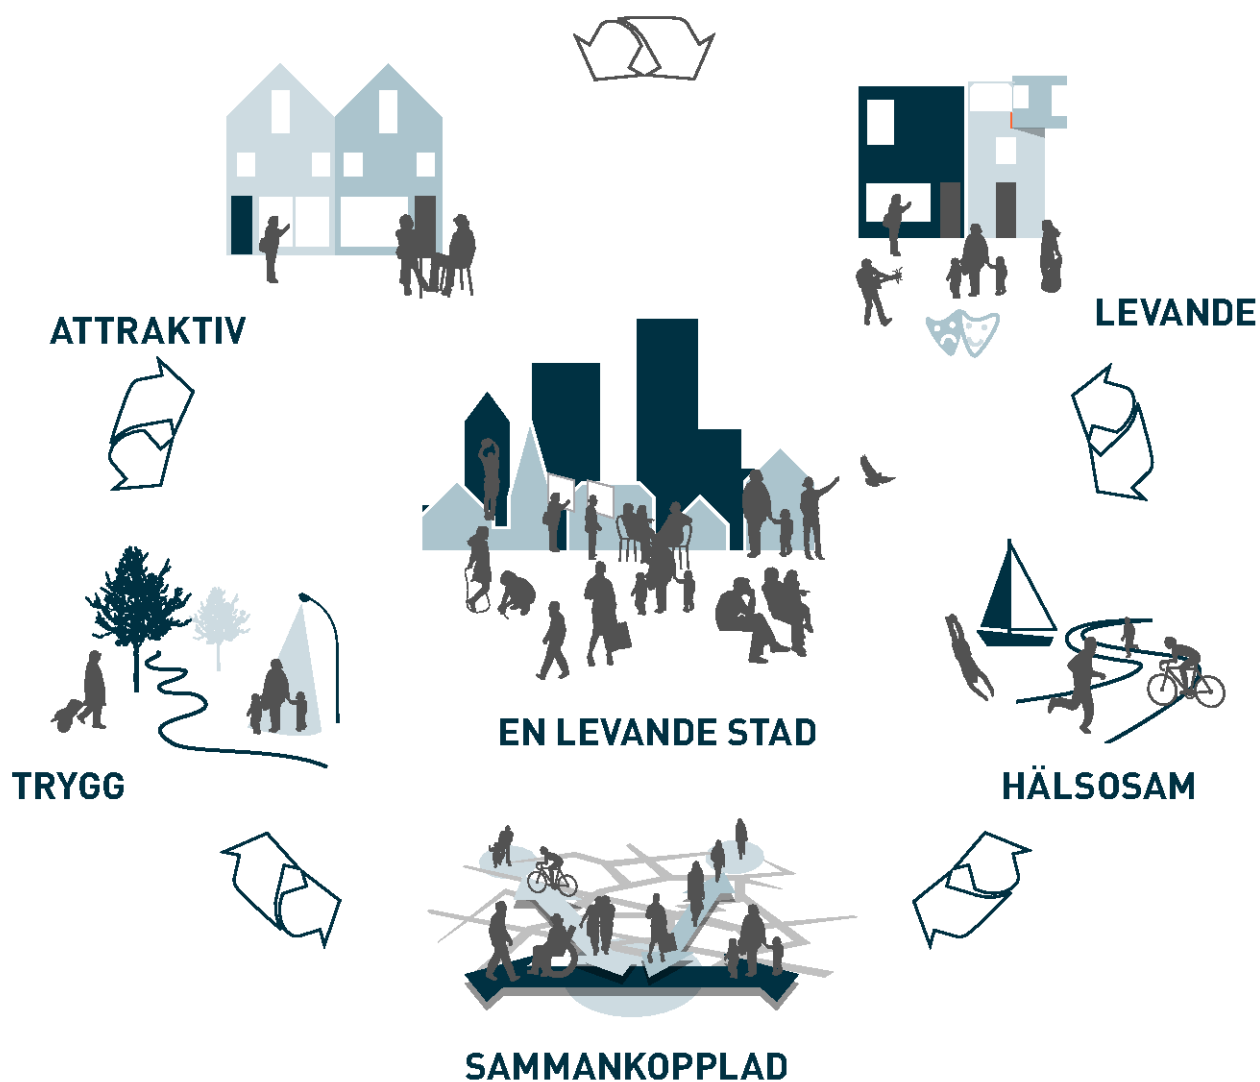 ATTRAKTIV
LEVANDE
EN LEVANDE STAD
TRYGG
HÄLSOSAM
SAMMANKOPPLAD